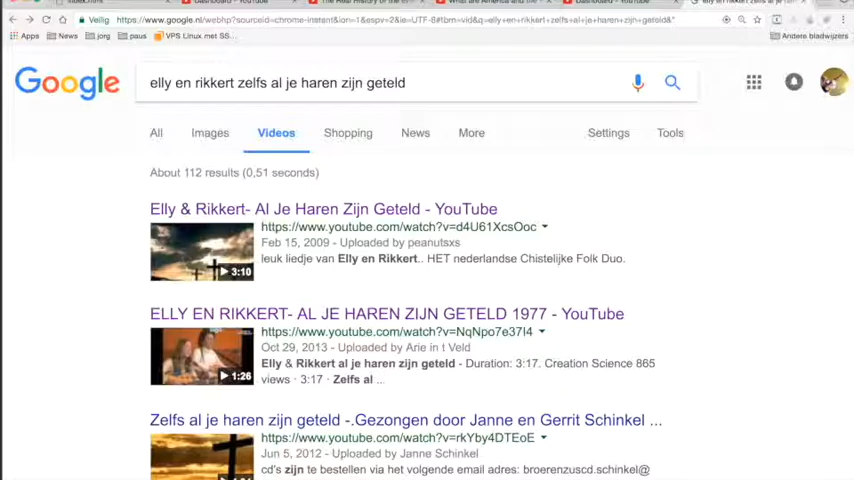 Dashboard - YouTube
Dashboard - YouTube
Veilig https://www.google.nl/webhp?sourceid=chrome-instant&ion=1&espv=2&ie=UTF-8#tbm=vid&q=elly+en+rikkert+zelfs+al+je+haren+zijn+geteld&*
Apps News jorg paus VPS Linux met SS... Andere bladwijzers
Google elly en rikkert zelfs al je haren zijn geteld
All Images Videos Shopping News More Settings Tools
About 112 results (0,51 seconds)
Elly & Rikkert- Al Je Haren Zijn Geteld - YouTube
https://www.youtube.com/watch?v=d4U61XcsOoc
Feb 15, 2009 - Uploaded by peanutsxs
leuk liedje van Elly en Rikkert.. HET nederlandse Chistelijke Folk Duo.
3:10
ELLY EN RIKKERT- AL JE HAREN ZIJN GETELD 1977 - YouTube
https://www.youtube.com/watch?v=NqNpo7e37I4
Oct 29, 2013 - Uploaded by Arie in t Veld
Elly & Rikkert al je haren zijn geteld - Duration: 3:17. Creation Science 865
views · 3:17 · Zelfs al ...
1:26
Zelfs al je haren zijn geteld -.Gezongen door Janne en Gerrit Schinkel ...
https://www.youtube.com/watch?v=rkYby4DTEoE
Jun 5, 2012 - Uploaded by Janne Schinkel
cd's zijn te bestellen via het volgende email adres: broerenzuscd.schinkel@